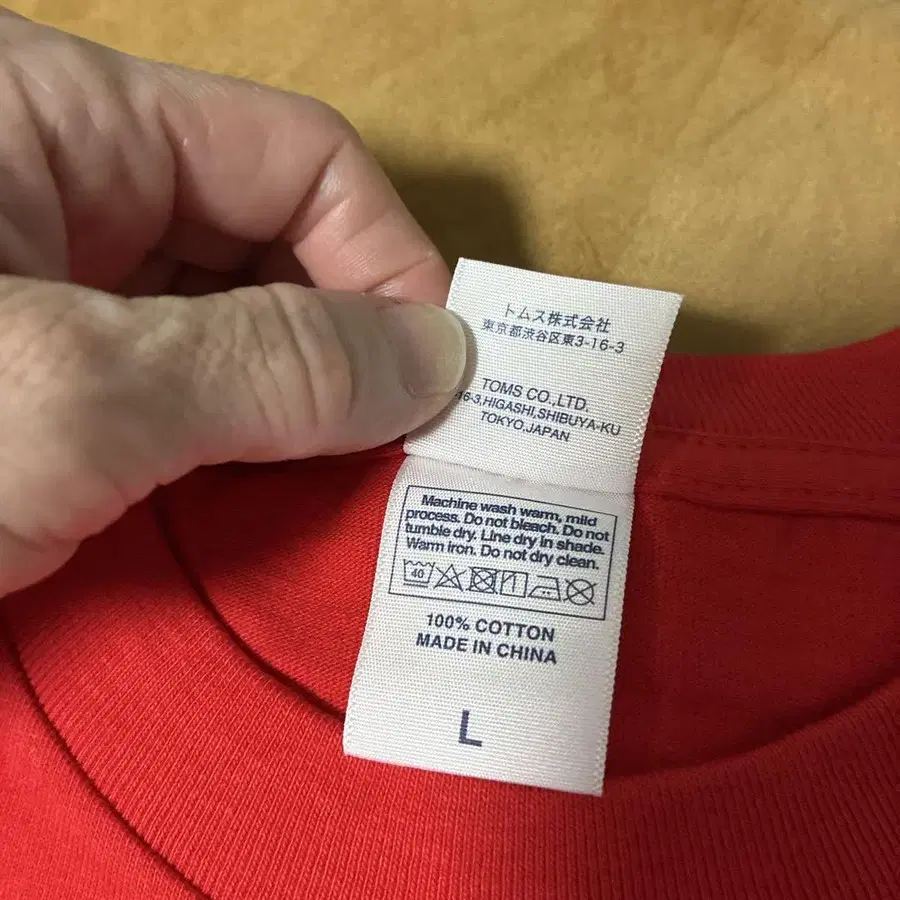 トムス株式会社
東京都渋谷区東3-16-3
TOMS CO.,LTD.
-16-3,HIGASHI,SHIBUYA-KU
TOKYO,JAPAN
Machine wash warm, mild
process. Do not bleach. Do not
tumble dry. Line dry in shade.
Warm iron. Do not dry clean.
40
100% COTTON
MADE IN CHINA
L